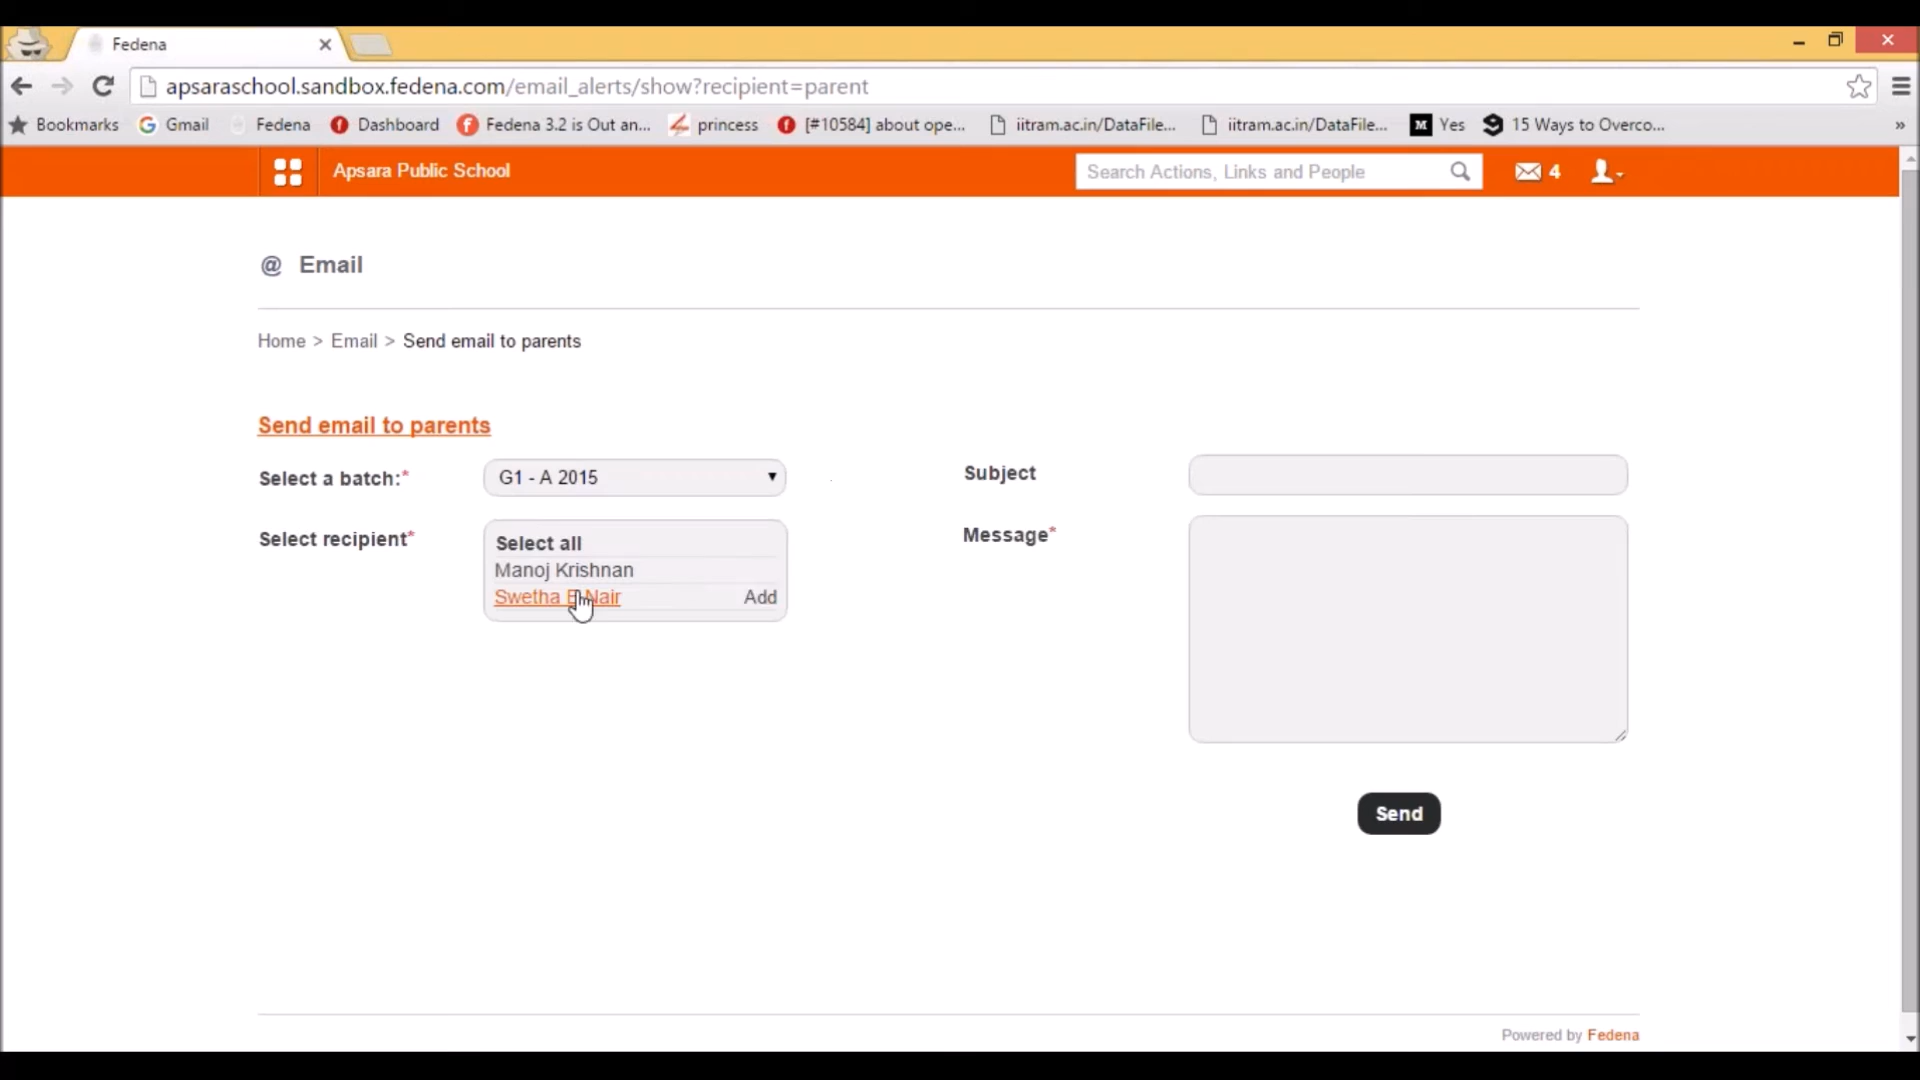 Fedena
apsaraschool.sandbox.fedena.com/email_alerts/show?recipient=parent
Bookmarks Gmail Fedena Dashboard Fedena 3.2 is Out an... princess [#10584] about ope... iitram.ac.in/DataFile... iitram.ac.in/DataFile... M Yes 15 Ways to Overco... »
Apsara Public School Search Actions, Links and People 4
@ Email
Home > Email > Send email to parents
Send email to parents
Select a batch:* G1 - A 2015 Subject
Select recipient* Select all Message*
Manoj Krishnan
Swetha Nair Add
Send
Powered by Fedena